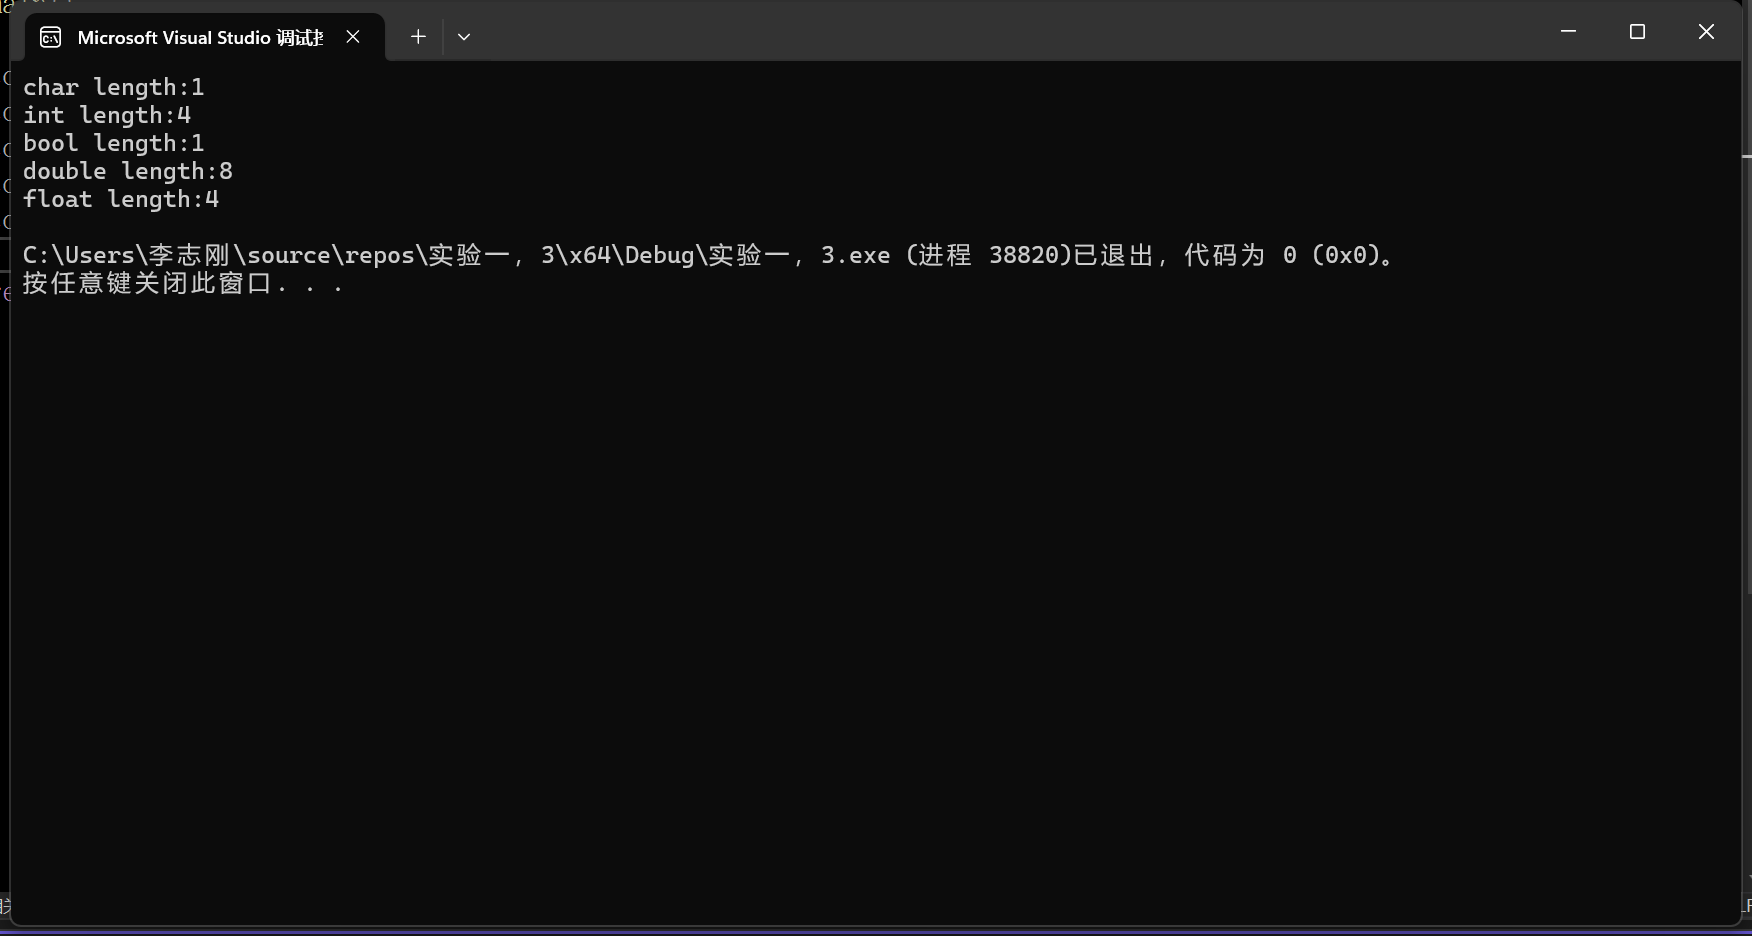 Microsoft Visual Studio 调试
char length:1
int length:4
bool length:1
double length:8
float length:4
C:\Users\李志刚\source\repos\实验一，3\x64\Debug\实验一，3.exe (进程 38820)已退出，代码为 0 (0x0)。
按任意键关闭此窗口. . .